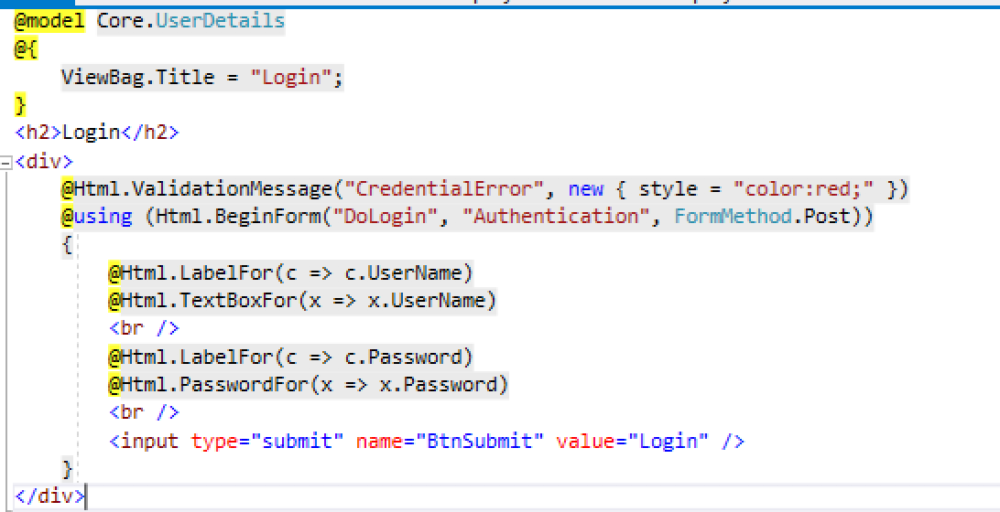 @model Core.UserDetails
@{
    ViewBag.Title = "Login";
}
<h2>Login</h2>
<div>
    @Html.ValidationMessage("CredentialError", new { style = "color:red;" })
    @using (Html.BeginForm("DoLogin", "Authentication", FormMethod.Post))
    {
        @Html.LabelFor(c => c.UserName)
        @Html.TextBoxFor(x => x.UserName)
        <br />
        @Html.LabelFor(c => c.Password)
        @Html.PasswordFor(x => x.Password)
        <br />
        <input type="submit" name="BtnSubmit" value="Login" />
    }
</div>